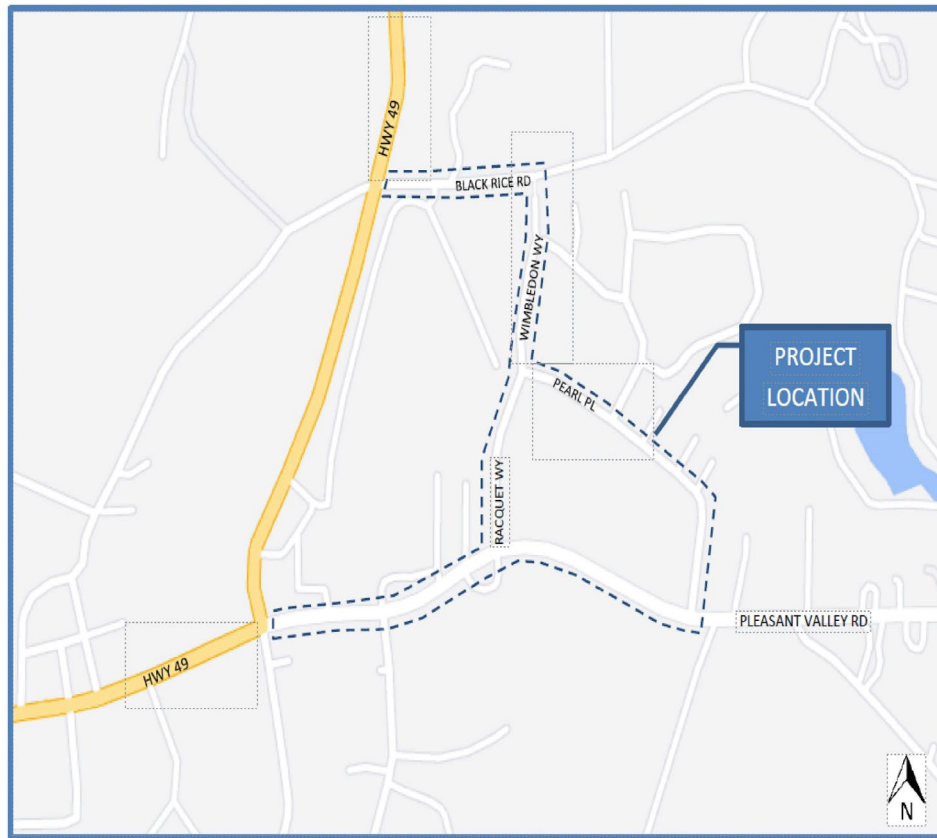 HWY 49
BLACK RICE RD
WIMBLEDON WY
PEARL PL
PROJECT
LOCATION
RACQUET WY
PLEASANT VALLEY RD
HWY 49
N